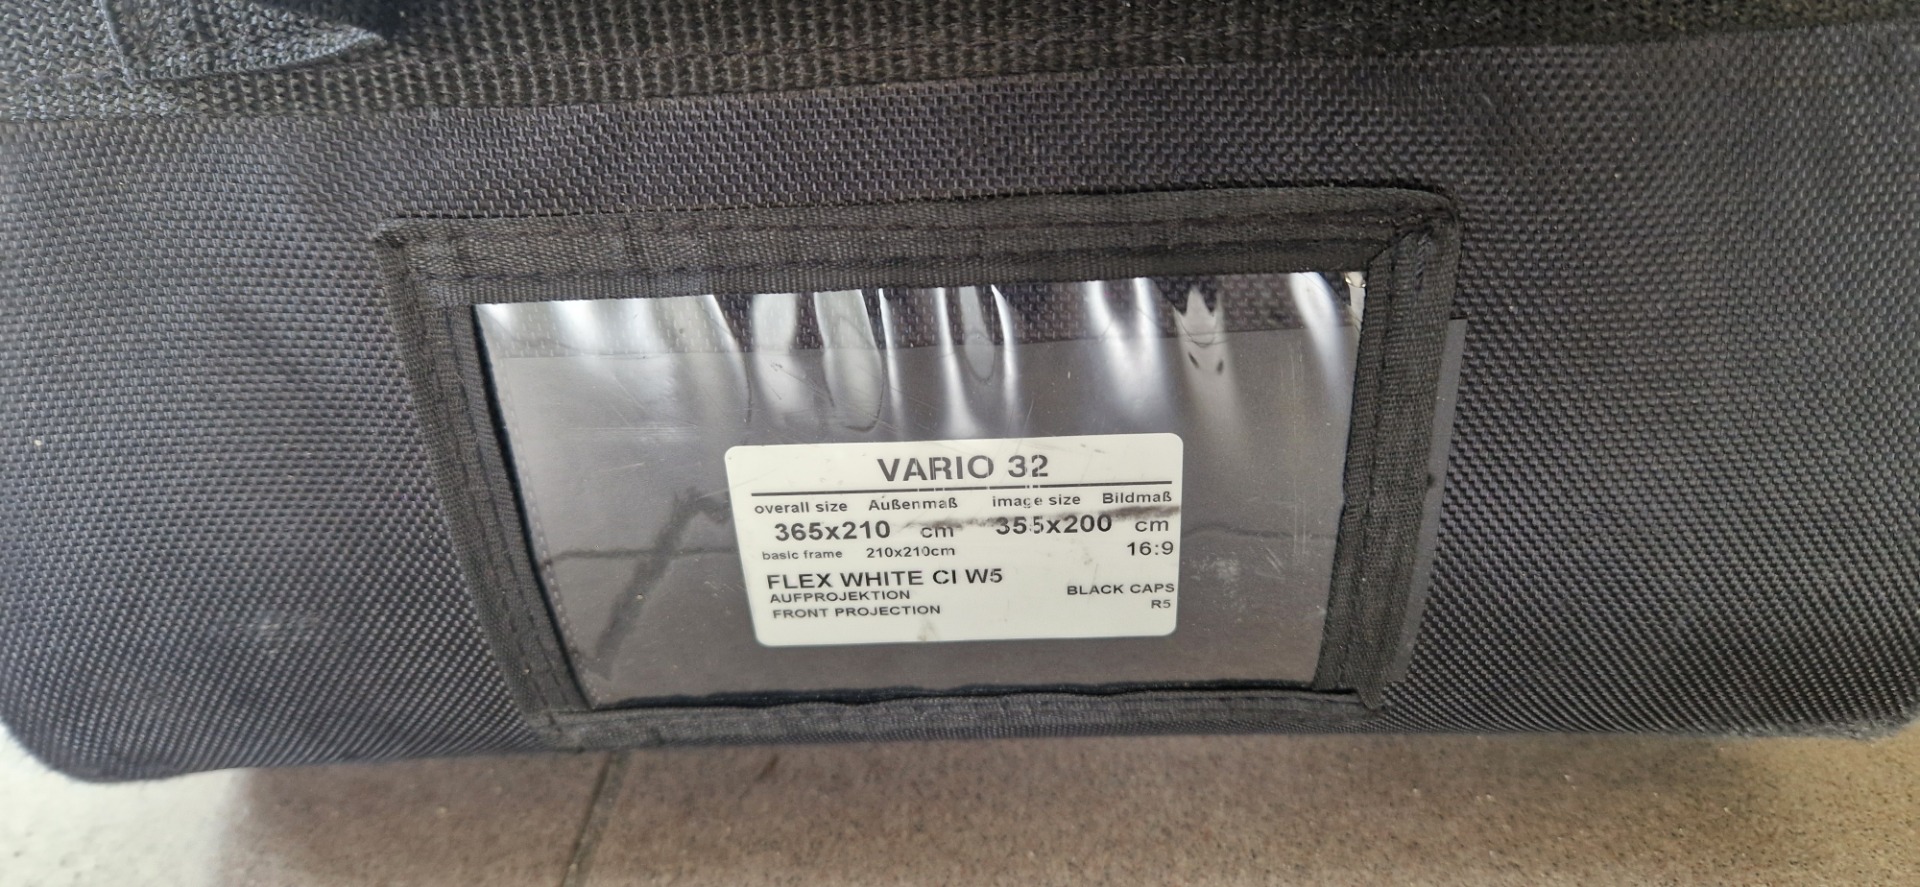 VARIO 32
overall size Außenmaß image size Bildmaß
365x210 cm 355x200 cm
basic frame 210x210cm 16:9
FLEX WHITE CI W5
AUFPROJEKTION BLACK CAPS
FRONT PROJECTION R5